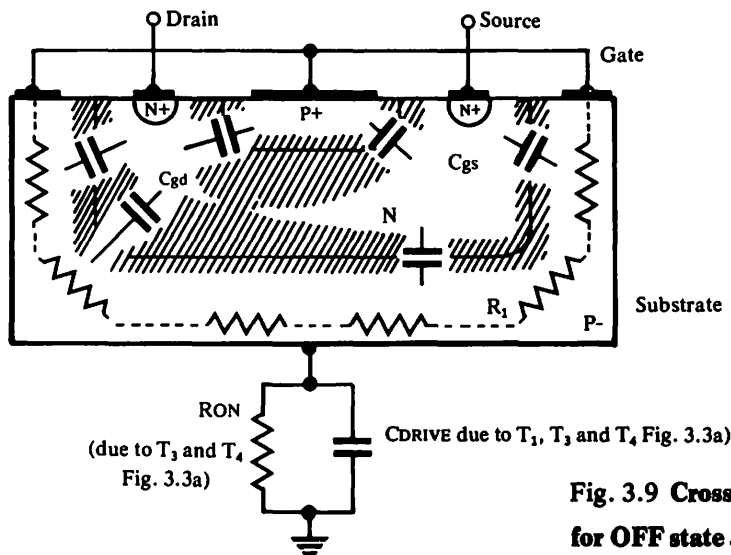 Drain
Source
Gate
N+
P+
N+
Cgd
Cgs
N
R₁
P-
Substrate
RON
(due to T₃ and T₄
Fig. 3.3a)
CDRIVE due to T₁, T₃ and T₄ Fig. 3.3a)
Fig. 3.9 Cross
for OFF state